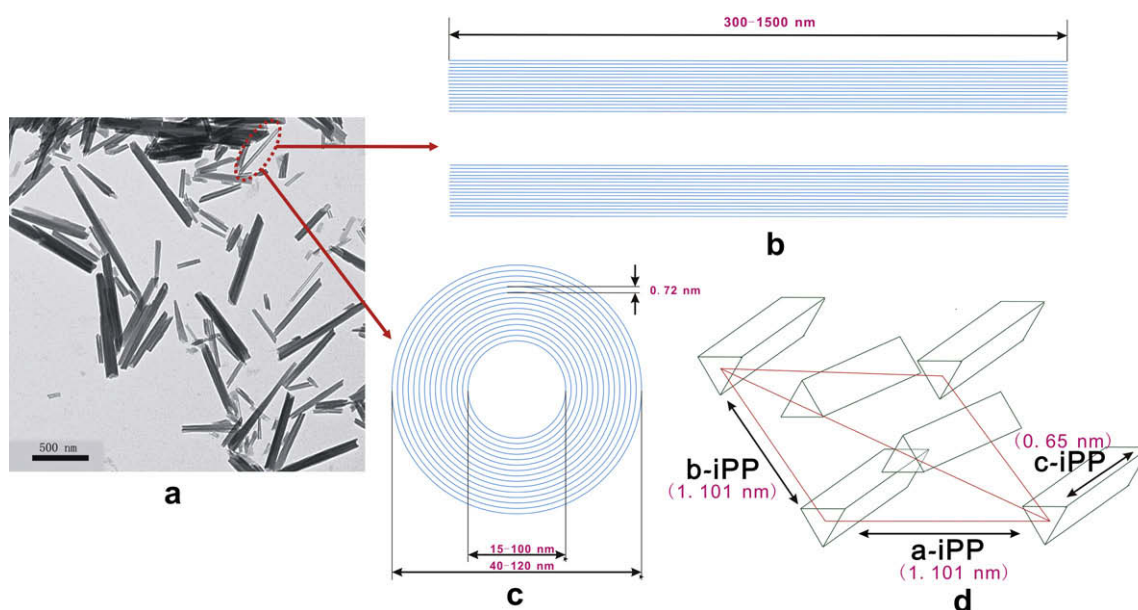 300-1500 nm
500 nm
a
b
0.72 nm
15-100 nm
40-120 nm
c
b-iPP
(1.101 nm)
(0.65 nm)
c-iPP
a-iPP
(1.101 nm)
d